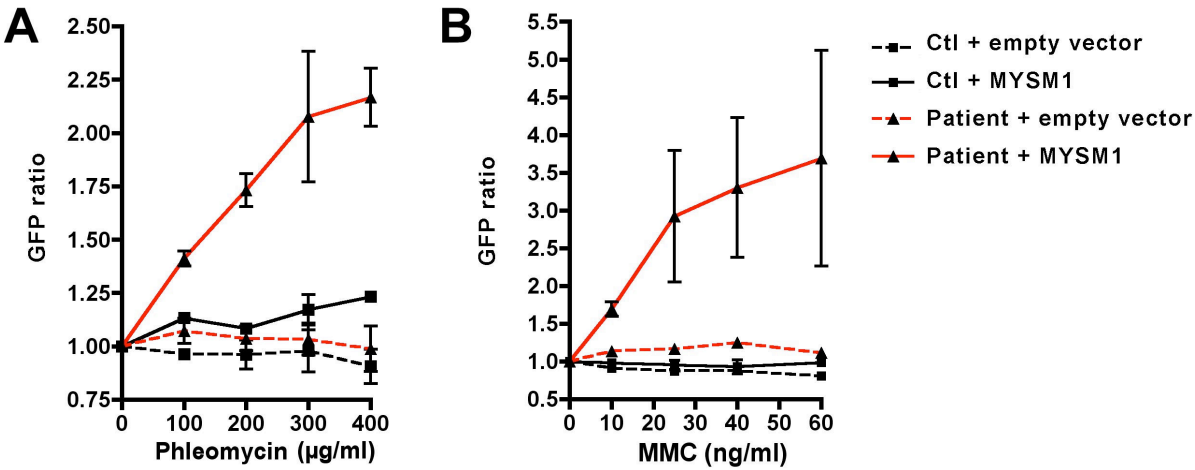 A
GFP ratio
2.50
2.25
2.00
1.75
1.50
1.25
1.00
0.75
0 100 200 300 400
Phleomycin (µg/ml)
B
GFP ratio
5.5
5.0
4.5
4.0
3.5
3.0
2.5
2.0
1.5
1.0
0.5
0 10 20 30 40 50 60
MMC (ng/ml)
Ctl + empty vector
Ctl + MYSM1
Patient + empty vector
Patient + MYSM1